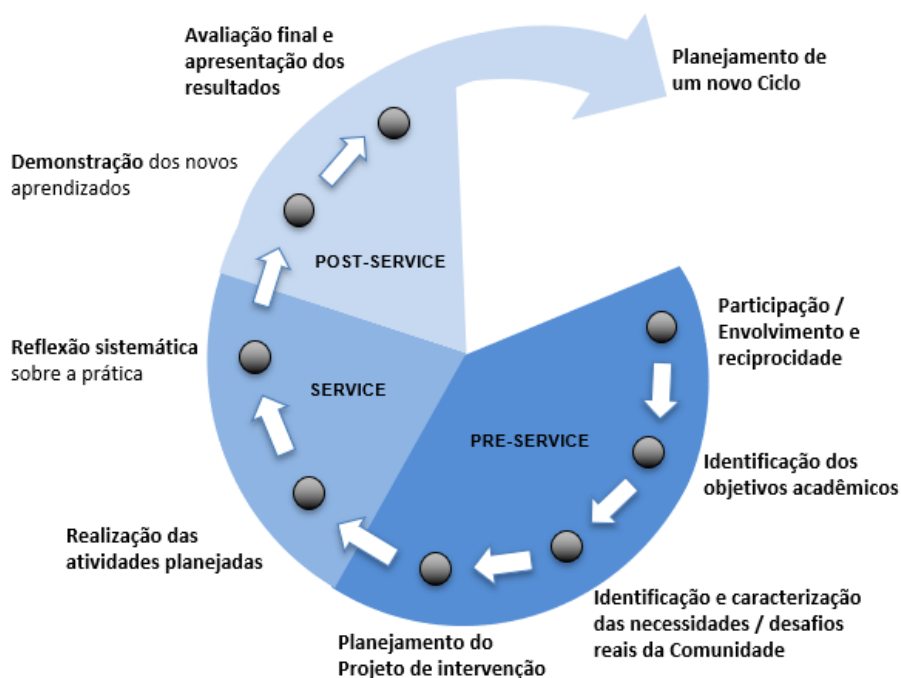 Avaliação final e
apresentação dos
resultados
Planejamento de
um novo Ciclo
Demonstração dos novos
aprendizados
POST-SERVICE
Participação /
Envolvimento e
reciprocidade
Reflexão sistemática
sobre a prática
SERVICE
PRE-SERVICE
Identificação dos
objetivos acadêmicos
Realização das
atividades planejadas
Identificação e caracterização
das necessidades / desafios
reais da Comunidade
Planejamento do
Projeto de intervenção